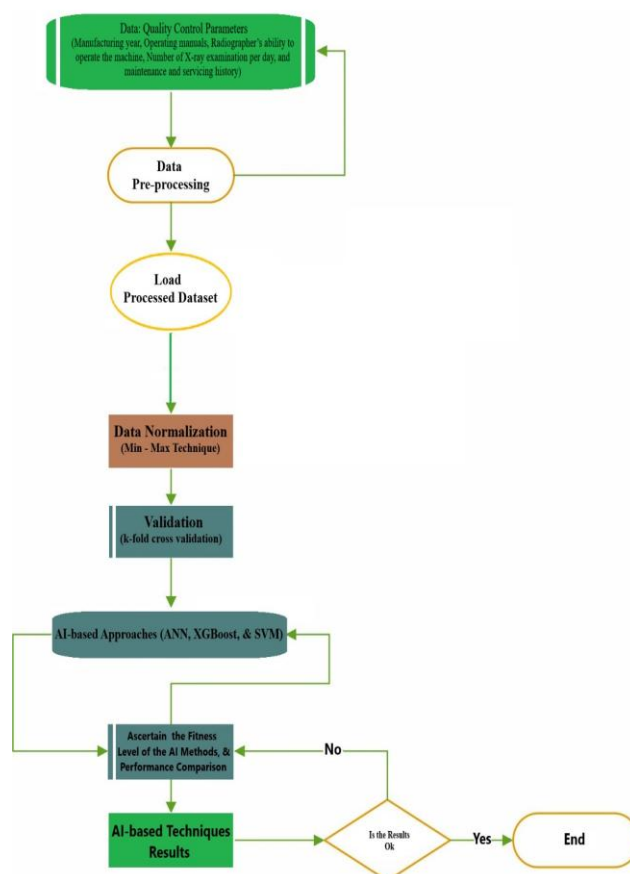 Data: Quality Control Parameters
(Manufacturing year, Operating manuals, Radiographer's ability to
operate the machine, Number of X-ray examination per day, and
maintenance and servicing history)
Data
Pre-processing
Load
Processed Dataset
Data Normalization
(Min - Max Technique)
Validation
(k-fold cross validation)
AI-based Approaches (ANN, XGBoost, & SVM)
Ascertain the Fitness
Level of the AI Methods, &
Performance Comparison
No
AI-based Techniques
Results
Is the Results
Ok
Yes
End